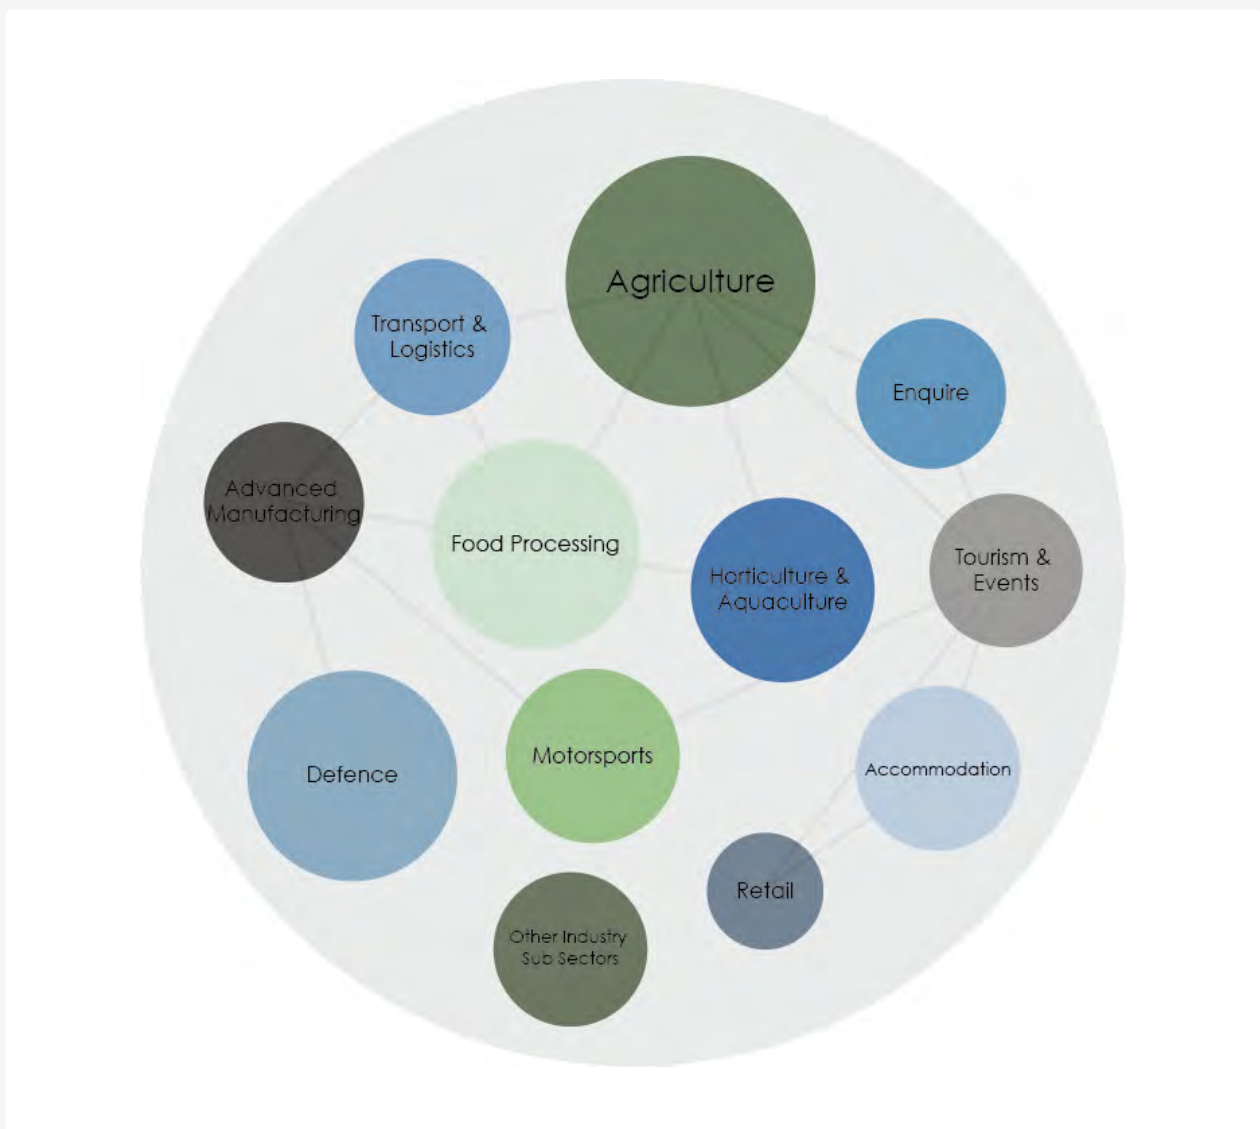 Agriculture
Transport &
Logistics
Enquire
Advanced
Manufacturing
Food Processing
Horticulture &
Aquaculture
Tourism &
Events
Motorsports
Defence
Accommodation
Retail
Other Industry
Sub Sectors